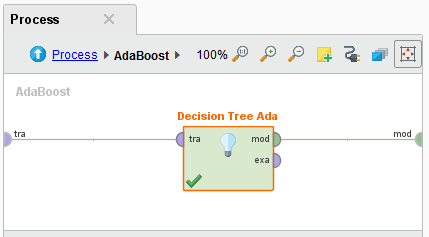 Process
Process AdaBoost 100%
AdaBoost
Decision Tree Ada
tra tra mod mod
exa